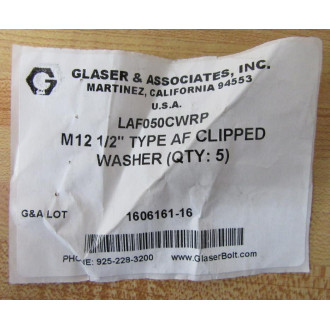 G
GLASER & ASSOCIATES, INC.
MARTINEZ, CALIFORNIA 94553
U.S.A.
LAF050CWRP
M12 1/2" TYPE AF CLIPPED
WASHER (QTY: 5)
G&A LOT 1606161-16
PHONE: 925-228-3200 www.GlaserBolt.com